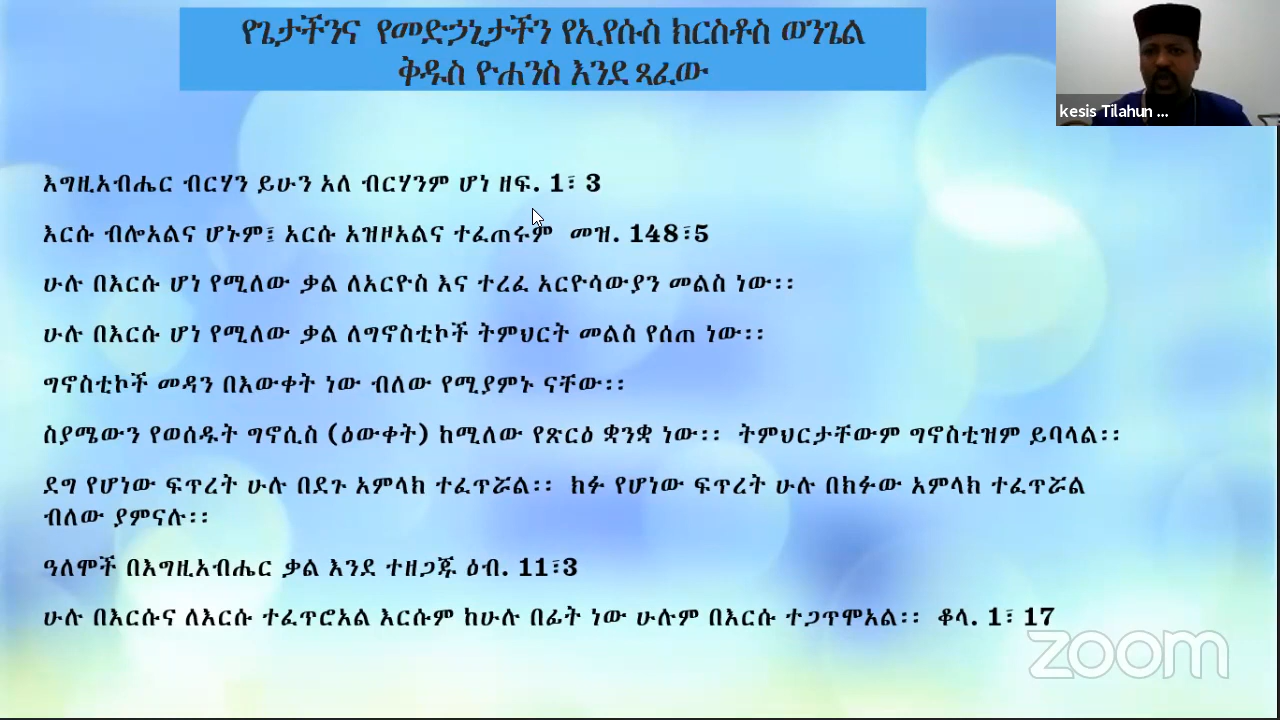 የጌታችንና የመድኃኒታችን የኢየሱስ ክርስቶስ ወንጌል
ቅዱስ ዮሐንስ እንደ ጻፈው
kesis Tilahun ...
እግዚአብሔር ብርሃን ይሁን አለ ብርሃንም ሆነ ዘፍ. 1፣ 3
እርሱ ብሎአልና ሆኑም፤ እርሱ አዝዞአልና ተፈጠሩም መዝ. 148፣5
ሁሉ በእርሱ ሆነ የሚለው ቃል ለአርዮስ እና ተረፈ አርዮሳውያን መልስ ነው፡፡
ሁሉ በእርሱ ሆነ የሚለው ቃል ለግኖስቲኮች ትምህርት መልስ የሰጠ ነው፡፡
ግኖስቲኮች መዳን በእውቀት ነው ብለው የሚያምኑ ናቸው፡፡
ስያሜውን የወሰዱት ግኖሲስ (ዕውቀት) ከሚለው የጽርዕ ቋንቋ ነው፡፡ ትምህርታቸውም ግኖስቲዝም ይባላል፡፡
ደግ የሆነው ፍጥረት ሁሉ በደጉ አምላክ ተፈጥሯል፡፡ ክፉ የሆነው ፍጥረት ሁሉ በክፉው አምላክ ተፈጥሯል
ብለው ያምናሉ፡፡
ዓለሞች በእግዚአብሔር ቃል እንደ ተዘጋጁ ዕብ. 11፣3
ሁሉ በእርሱና ለእርሱ ተፈጥሮአል እርሱም ከሁሉ በፊት ነው ሁሉም በእርሱ ተጋጥሞአል፡፡ ቆላ. 1፣ 17
zoom